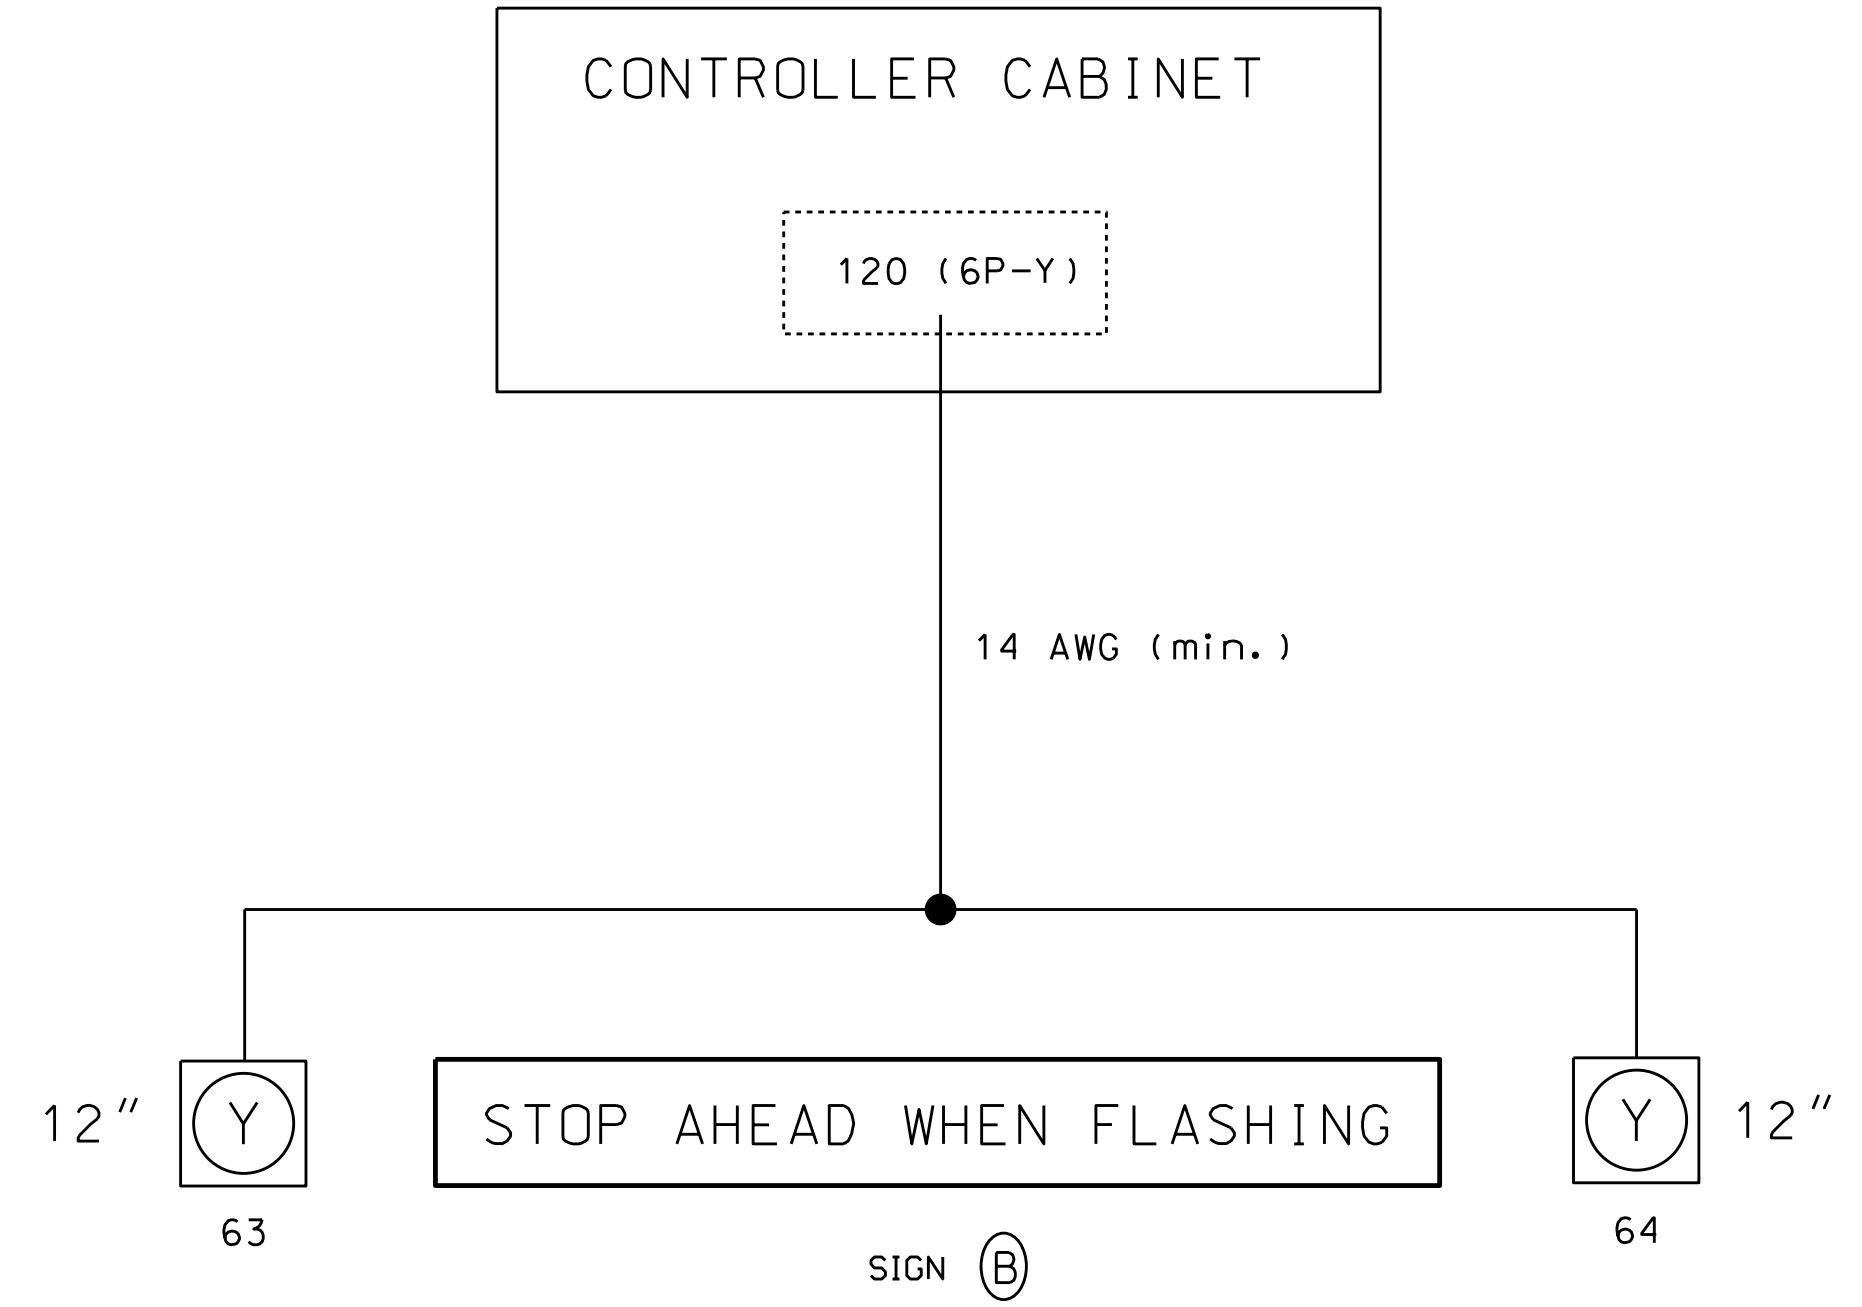 CONTROLLER CABINET
120 (6P-Y)
14 AWG (min.)
12" Y STOP AHEAD WHEN FLASHING Y 12"
63 64
SIGN B